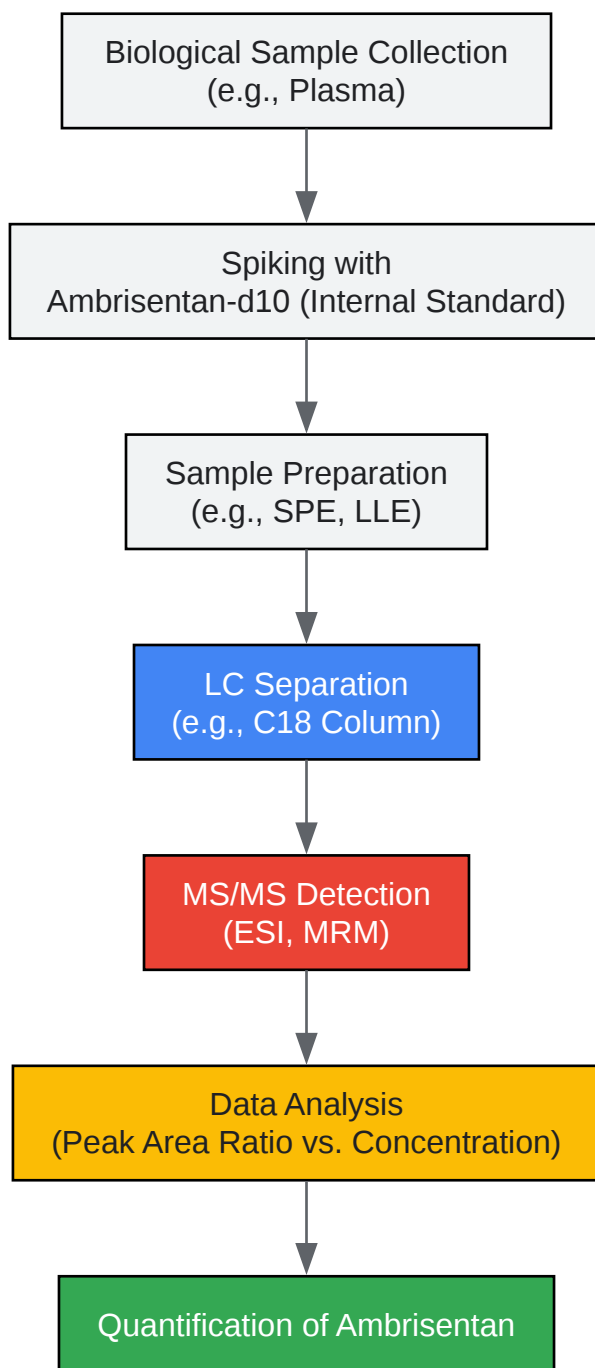 Biological Sample Collection
(e.g., Plasma)
Spiking with
Ambrisentan-d10 (Internal Standard)
Sample Preparation
(e.g., SPE, LLE)
LC Separation
(e.g., C18 Column)
MS/MS Detection
(ESI, MRM)
Data Analysis
(Peak Area Ratio vs. Concentration)
Quantification of Ambrisentan